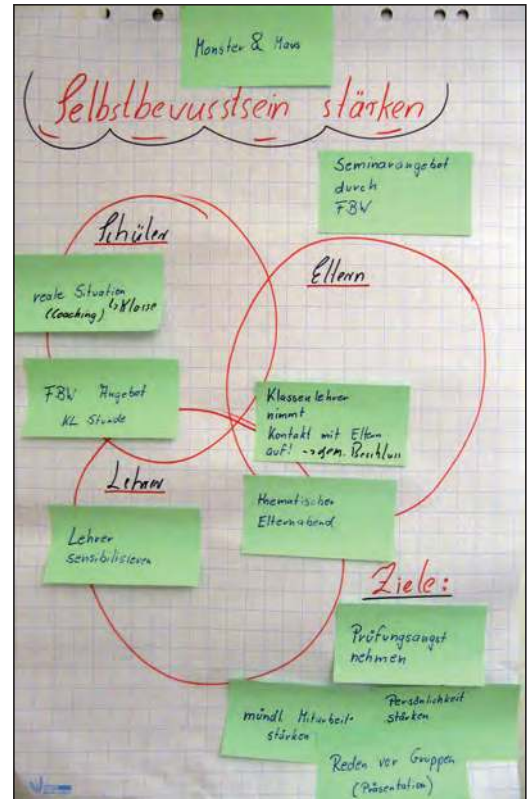 Monster & Maus
Selbstbewusstsein stärken
Seminarangebot
durch
FBW
Schüler
Eltern
reale Situation
(Coaching) ↳ Klasse
FBW Angebot
KL Stunde
Klassenlehrer
nimmt
Kontakt mit Eltern
auf! → gem. Beschluss
Lehrer
thematischer
Elternabend
Lehrer
sensibilisieren
Ziele:
Prüfungsangst
nehmen
mündl. Mitarbeit
stärken
Persönlichkeit
stärken
Reden vor Gruppen
(Präsentation)